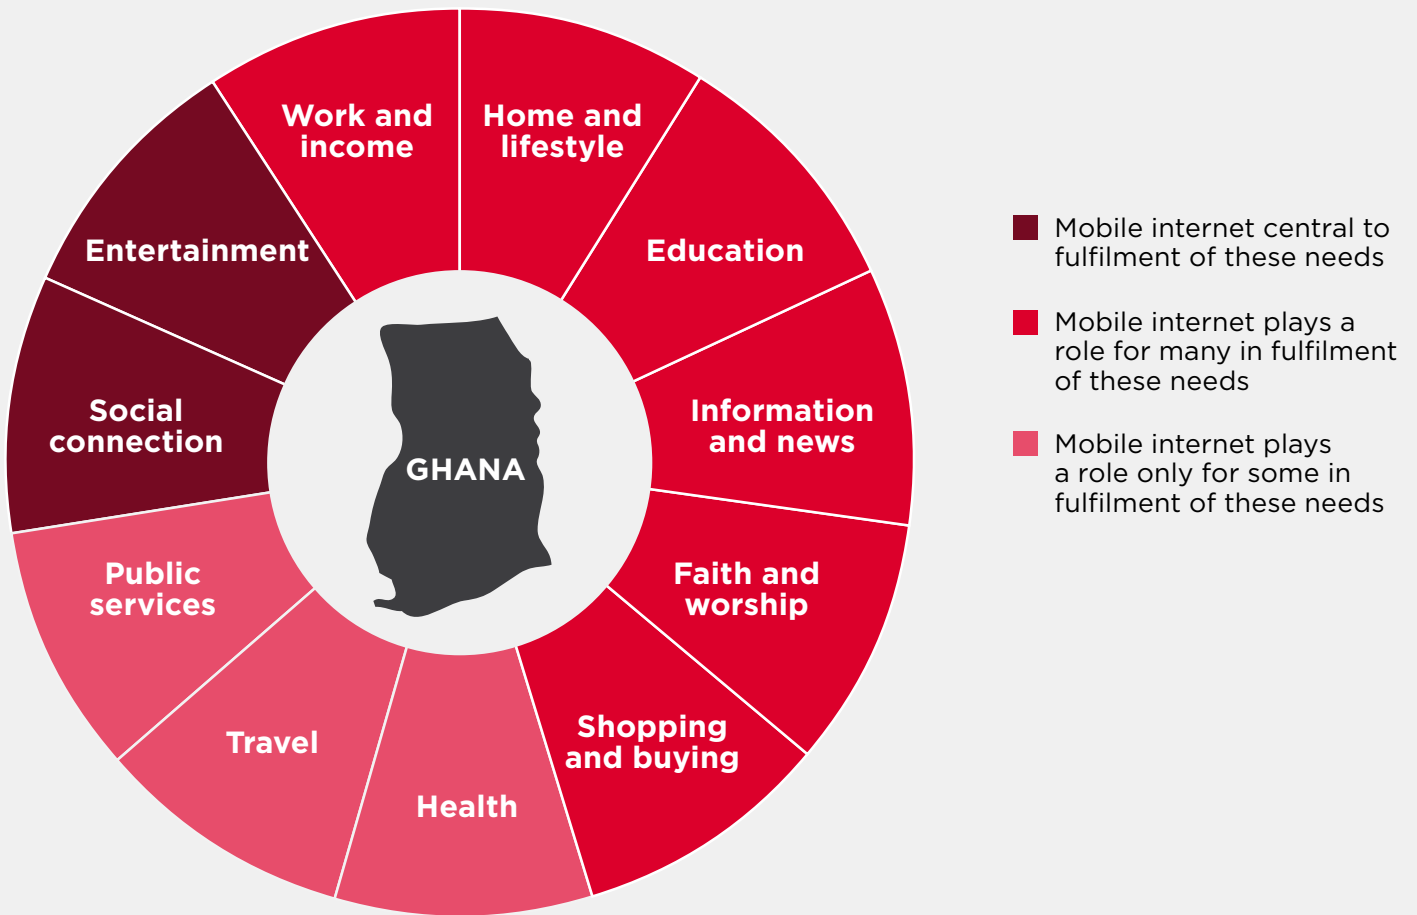 Work and
income
Home and
lifestyle
Education
Information
and news
Faith and
worship
Shopping
and buying
Health
Travel
Public
services
Social
connection
Entertainment
GHANA
Mobile internet central to
fulfilment of these needs
Mobile internet plays a
role for many in fulfilment
of these needs
Mobile internet plays
a role only for some in
fulfilment of these needs